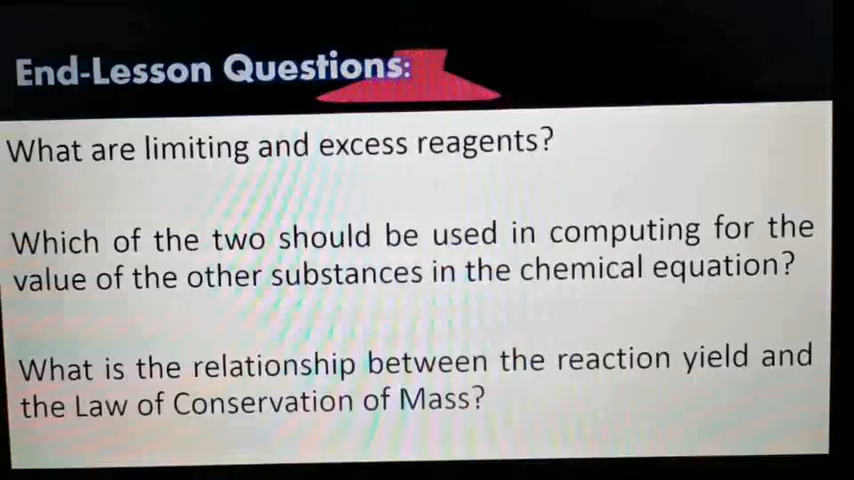 End-Lesson Questions:
What are limiting and excess reagents?
Which of the two should be used in computing for the
value of the other substances in the chemical equation?
What is the relationship between the reaction yield and
the Law of Conservation of Mass?